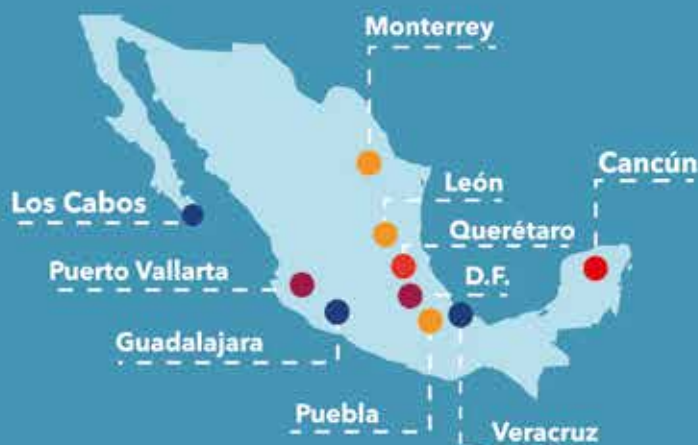 Monterrey
Cancún
León
Los Cabos
Querétaro
Puerto Vallarta
D.F.
Guadalajara
Puebla
Veracruz